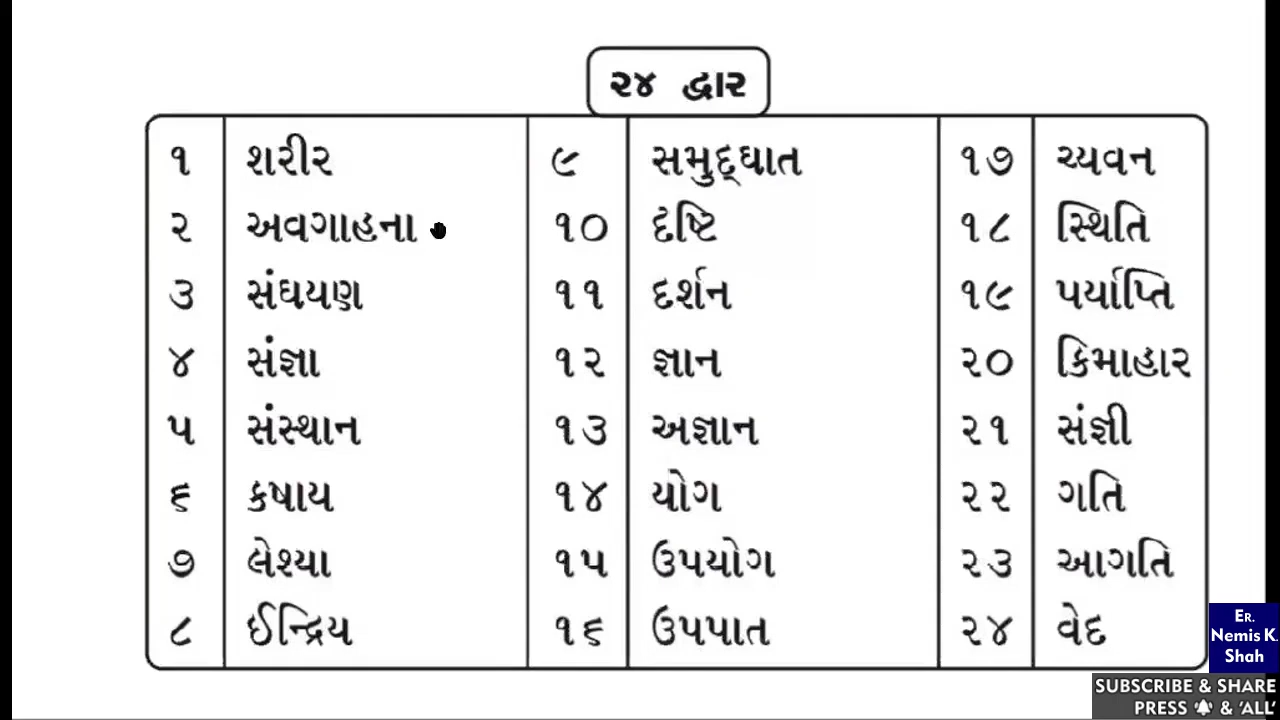 ૨૪ દ્વાર
૧ શરીર ૯ સમુદ્ઘાત ૧૭ ચ્યવન
૨ અવગાહના ૧૦ દૃષ્ટિ ૧૮ સ્થિતિ
૩ સંઘયણ ૧૧ દર્શન ૧૯ પર્યાપ્તિ
૪ સંજ્ઞા ૧૨ જ્ઞાન ૨૦ કિમાહાર
૫ સંસ્થાન ૧૩ અજ્ઞાન ૨૧ સંજ્ઞી
૬ કષાય ૧૪ યોગ ૨૨ ગતિ
૭ લેશ્યા ૧૫ ઉપયોગ ૨૩ આગતિ
૮ ઈન્દ્રિય ૧૬ ઉપપાત ૨૪ વેદ
ER.
Nemis K.
Shah
SUBSCRIBE & SHARE
PRESS & ‘ALL’